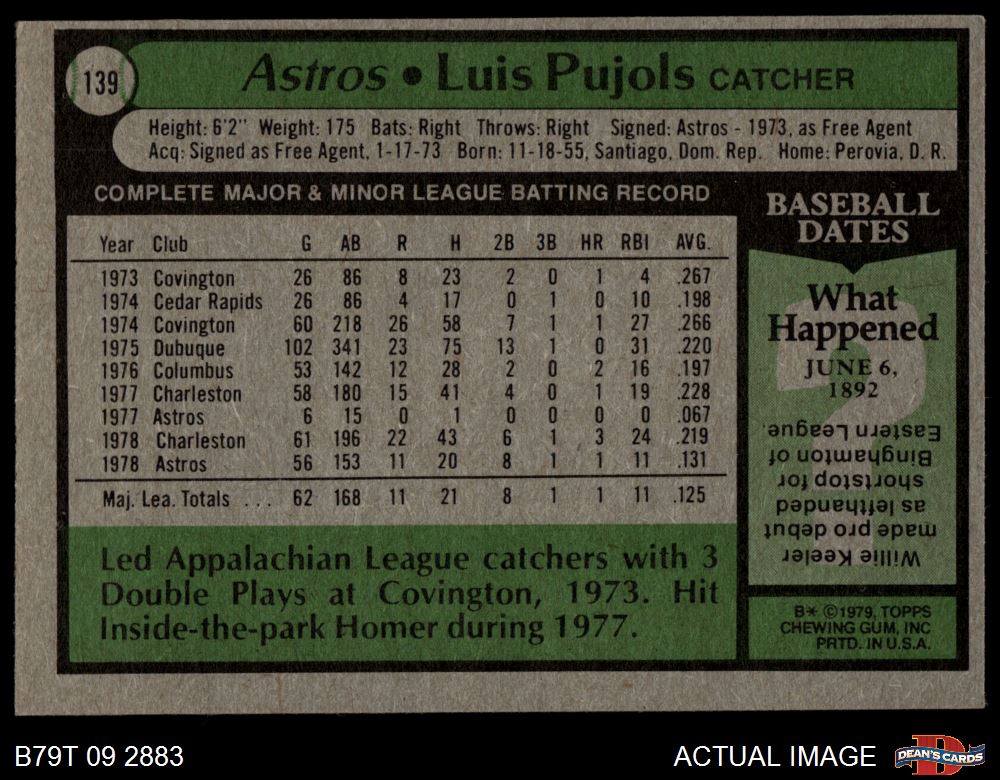 139
Astros • Luis Pujols CATCHER
Height: 6'2" Weight: 175 Bats: Right Throws: Right Signed: Astros - 1973, as Free Agent
Acq: Signed as Free Agent, 1-17-73 Born: 11-18-55, Santiago, Dom. Rep. Home: Perovia, D. R.
COMPLETE MAJOR & MINOR LEAGUE BATTING RECORD
Year Club G AB R H 2B 3B HR RBI AVG.
1973 Covington 26 86 8 23 2 0 1 4 .267
1974 Cedar Rapids 26 86 4 17 0 1 0 10 .198
1974 Covington 60 218 26 58 7 1 1 27 .266
1975 Dubuque 102 341 23 75 13 1 0 31 .220
1976 Columbus 53 142 12 28 2 0 2 16 .197
1977 Charleston 58 180 15 41 4 0 1 19 .228
1977 Astros 6 15 0 1 0 0 0 0 .067
1978 Charleston 61 196 22 43 6 1 3 24 .219
1978 Astros 56 153 11 20 8 1 1 11 .131
Maj. Lea. Totals ... 62 168 11 21 8 1 1 11 .125
Led Appalachian League catchers with 3
Double Plays at Covington, 1973. Hit
Inside-the-park Homer during 1977.
BASEBALL
DATES
What
Happened
JUNE 6,
1892
Willie Keeler
made pro debut
as lefthanded
shortstop for
Binghamton of
Eastern League.
B* ©1979, TOPPS
CHEWING GUM, INC
PRTD. IN U.S.A.
B79T 09 2883
ACTUAL IMAGE
D
DEAN'S CARDS